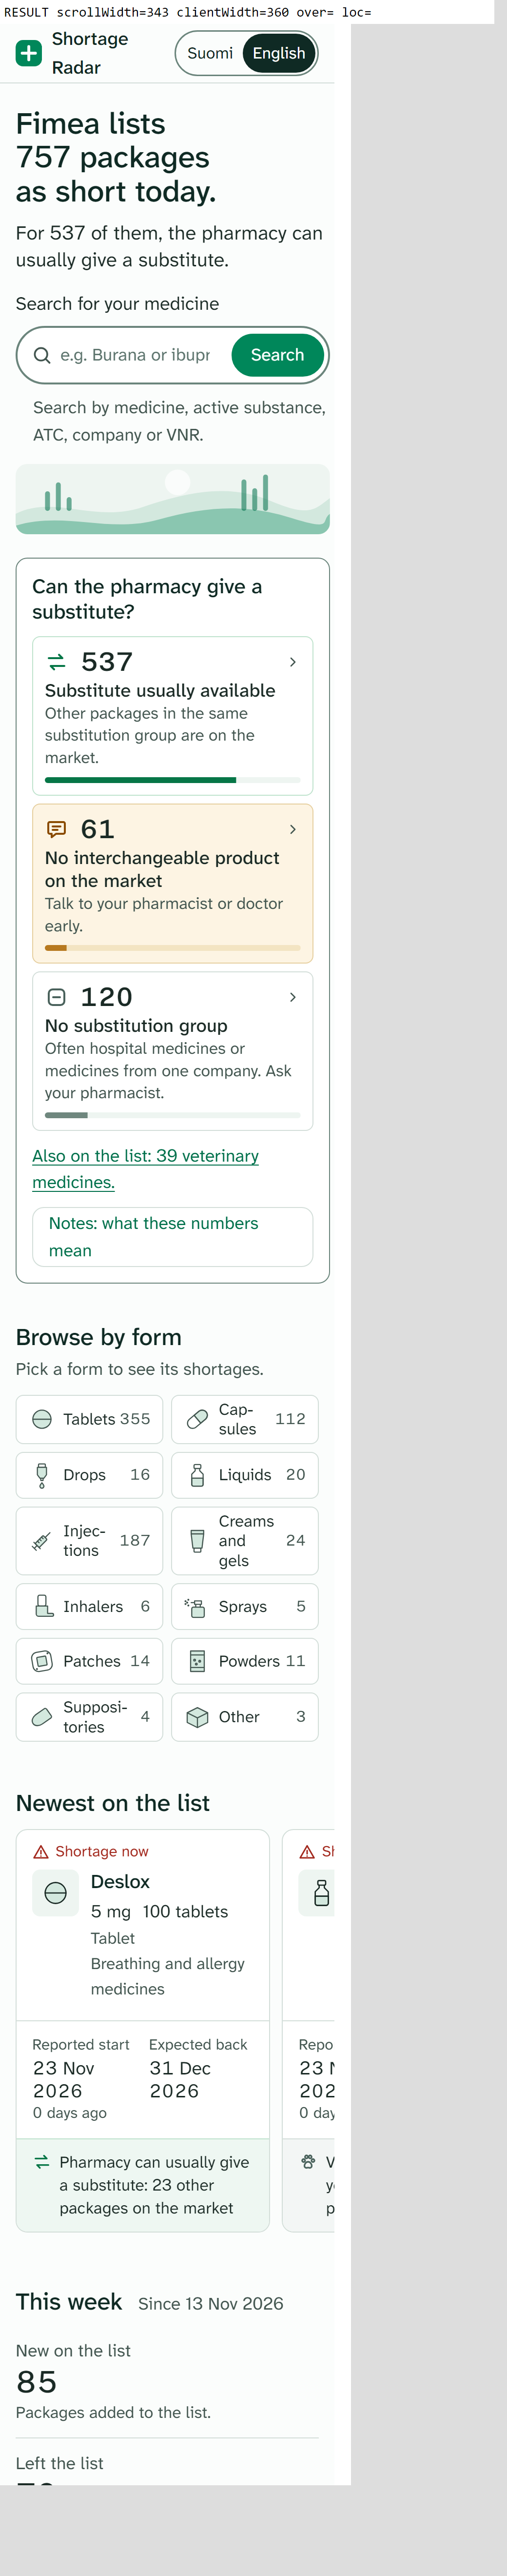 RESULT scrollWidth=343 clientWidth=360 over= loc=
Shortage
Radar
Suomi
English
Fimea lists
757 packages
as short today.
For 537 of them, the pharmacy can
usually give a substitute.
Search for your medicine
e.g. Burana or ibupr
Search
Search by medicine, active substance,
ATC, company or VNR.
Can the pharmacy give a
substitute?
537
Substitute usually available
Other packages in the same
substitution group are on the
market.
61
No interchangeable product
on the market
Talk to your pharmacist or doctor
early.
120
No substitution group
Often hospital medicines or
medicines from one company. Ask
your pharmacist.
Also on the list: 39 veterinary
medicines.
Notes: what these numbers
mean
Browse by form
Pick a form to see its shortages.
Tablets 355
Cap-
sules
112
Drops 16
Liquids 20
Injec-
tions
187
Creams
and
gels
24
Inhalers 6
Sprays 5
Patches 14
Powders 11
Supposi-
tories
4
Other 3
Newest on the list
Shortage now
Deslox
5 mg 100 tablets
Tablet
Breathing and allergy
medicines
Reported start
23 Nov
2026
0 days ago
Expected back
31 Dec
2026
Pharmacy can usually give
a substitute: 23 other
packages on the market
Sh
Repo
23 N
202
0 day
V
y
p
This week Since 13 Nov 2026
New on the list
85
Packages added to the list.
Left the list